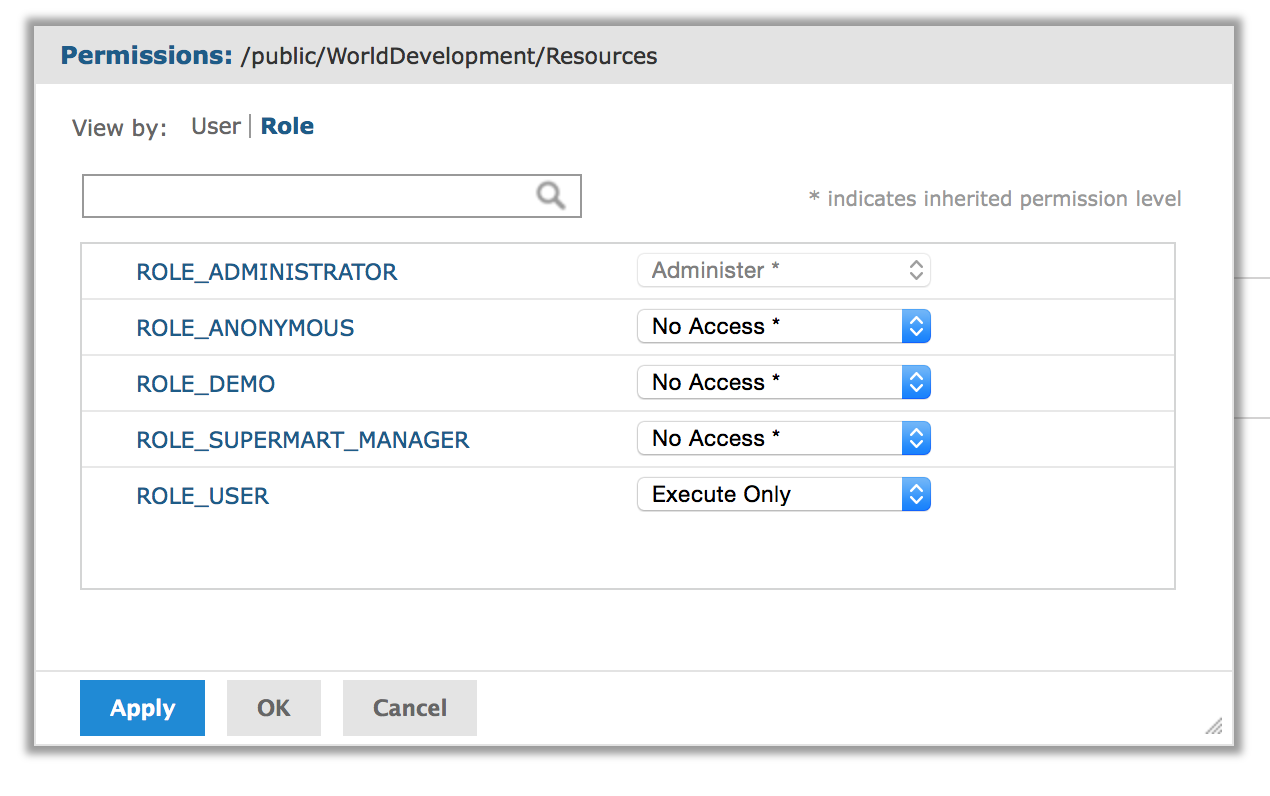 Permissions: /public/WorldDevelopment/Resources
View by: User | Role
* indicates inherited permission level
ROLE_ADMINISTRATOR Administer *
ROLE_ANONYMOUS No Access *
ROLE_DEMO No Access *
ROLE_SUPERMART_MANAGER No Access *
ROLE_USER Execute Only
Apply OK Cancel